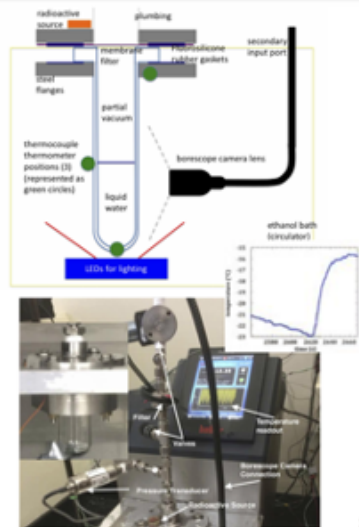 radioactive
source
plumbing
membrane
filter
fluorosilicone
rubber gaskets
secondary
input port
steel
flanges
partial
vacuum
thermocouple
thermometer
positions (3)
(represented as
green circles)
borescope camera lens
liquid
water
ethanol bath
(circulator)
LEDs for lighting
Filter
Valves
Temperature
readout
Borescope Camera
Connection
Pressure Transducer
Radioactive Source